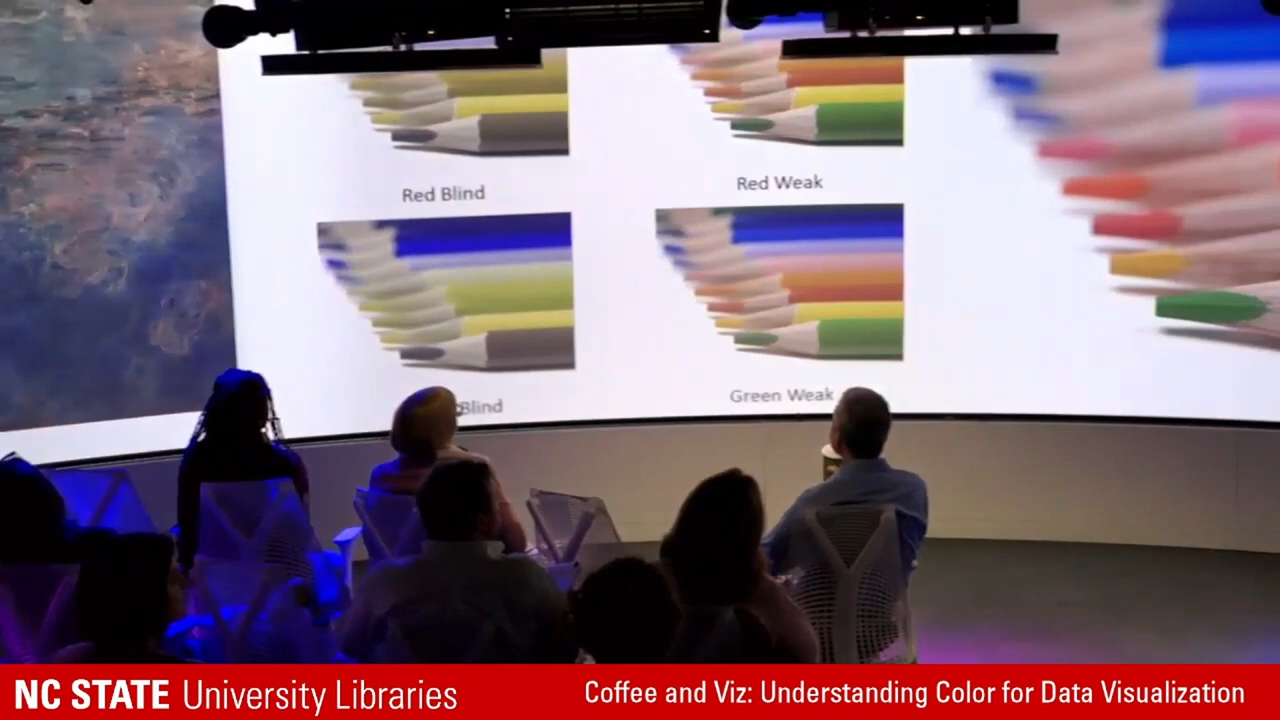 Red Blind
Red Weak
Blind
Green Weak
NC STATE University Libraries
Coffee and Viz: Understanding Color for Data Visualization